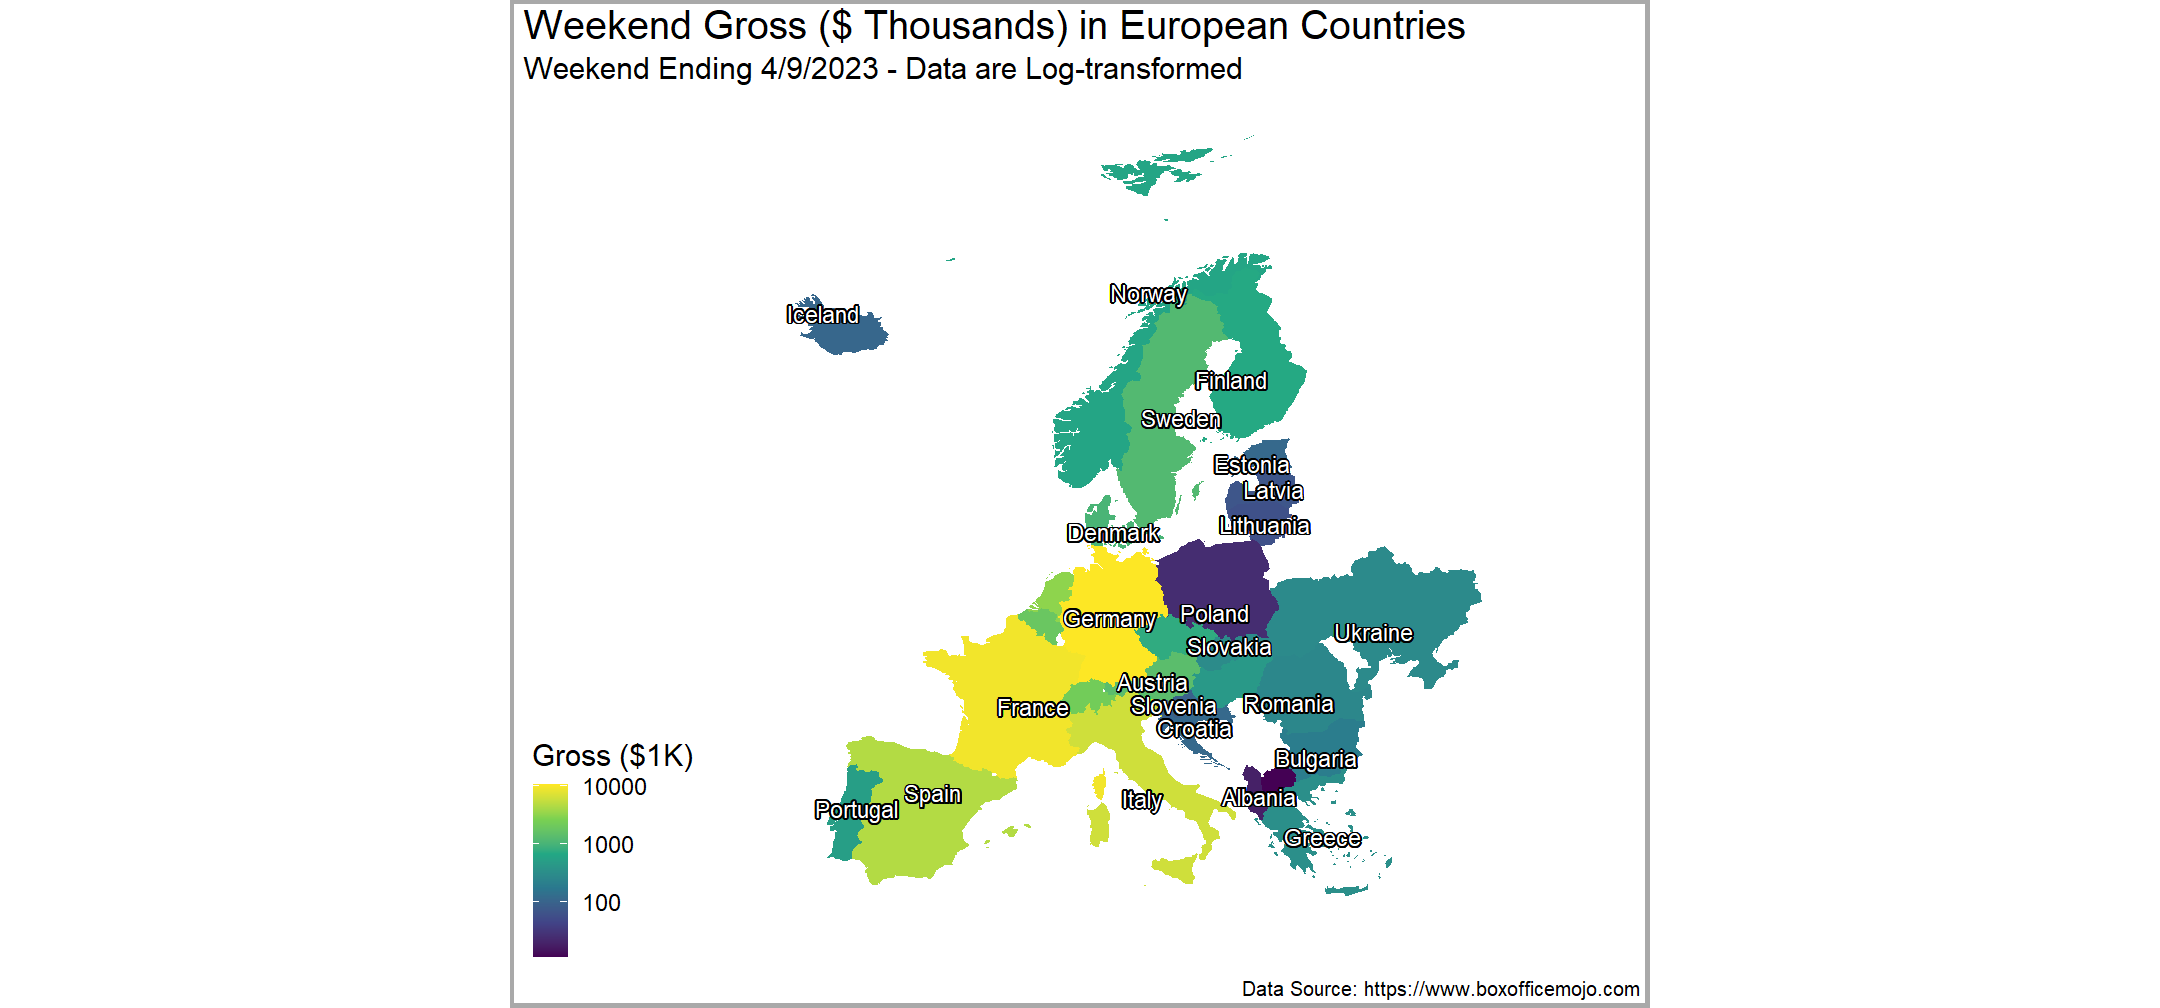 Weekend Gross ($ Thousands) in European Countries
Weekend Ending 4/9/2023 - Data are Log-transformed
Norway
Iceland
Finland
Sweden
Estonia
Latvia
Lithuania
Denmark
Poland
Germany
Ukraine
Slovakia
Austria
Slovenia
Romania
France
Croatia
Bulgaria
Spain
Albania
Italy
Portugal
Greece
Gross ($1K)
10000
1000
100
Data Source: https://www.boxofficemojo.com